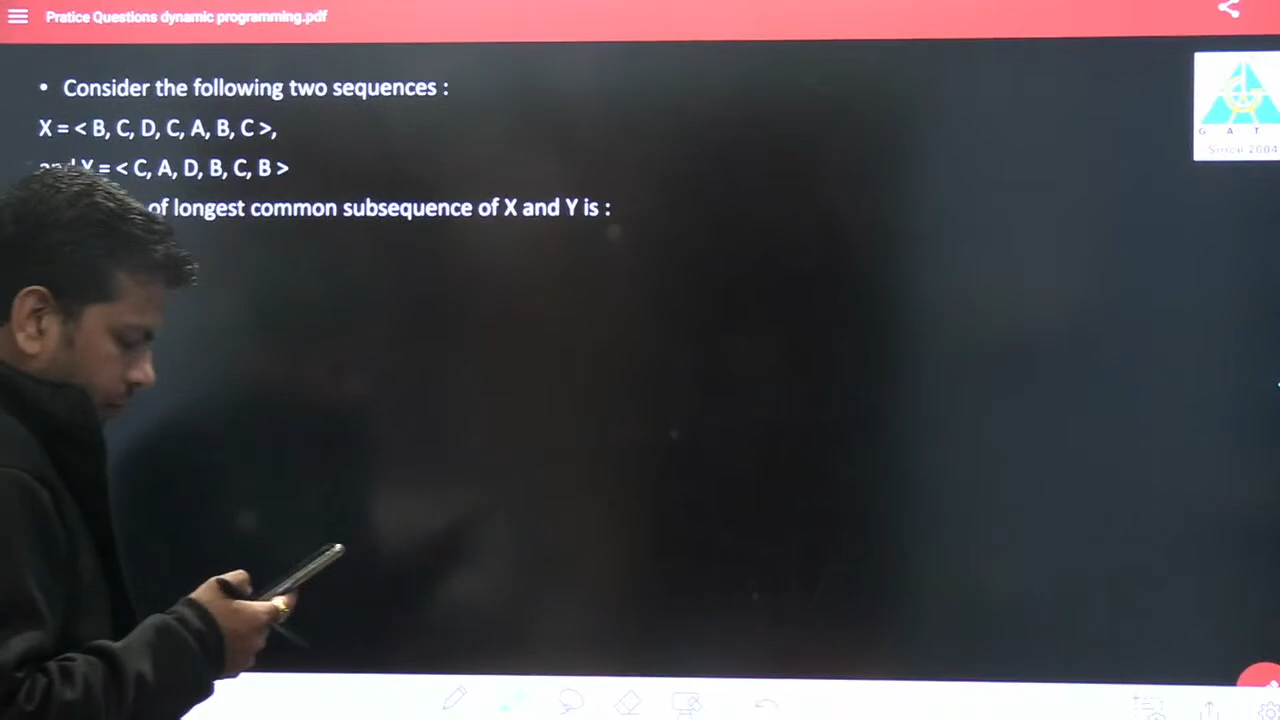 Pratice Questions dynamic programming.pdf
• Consider the following two sequences :
X = < B, C, D, C, A, B, C >,
and Y = < C, A, D, B, C, B >
of longest common subsequence of X and Y is :
G A T
Since 2004